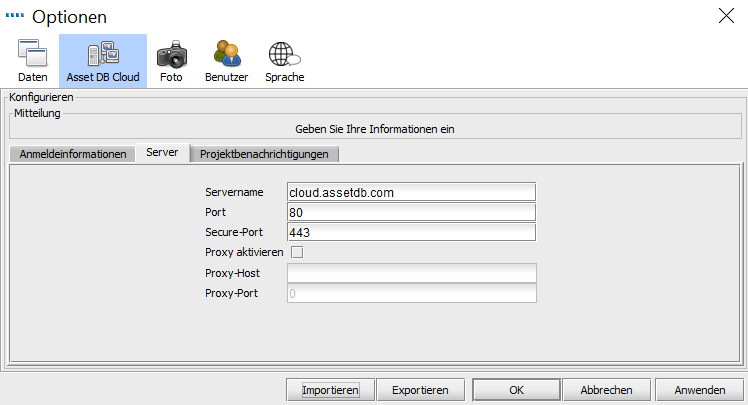 Optionen
Daten Asset DB Cloud Foto Benutzer Sprache
Konfigurieren
Mitteilung
Geben Sie Ihre Informationen ein
Anmeldeinformationen Server Projektbenachrichtigungen
Servername cloud.assetdb.com
Port 80
Secure-Port 443
Proxy aktivieren
Proxy-Host
Proxy-Port 0
Importieren Exportieren OK Abbrechen Anwenden